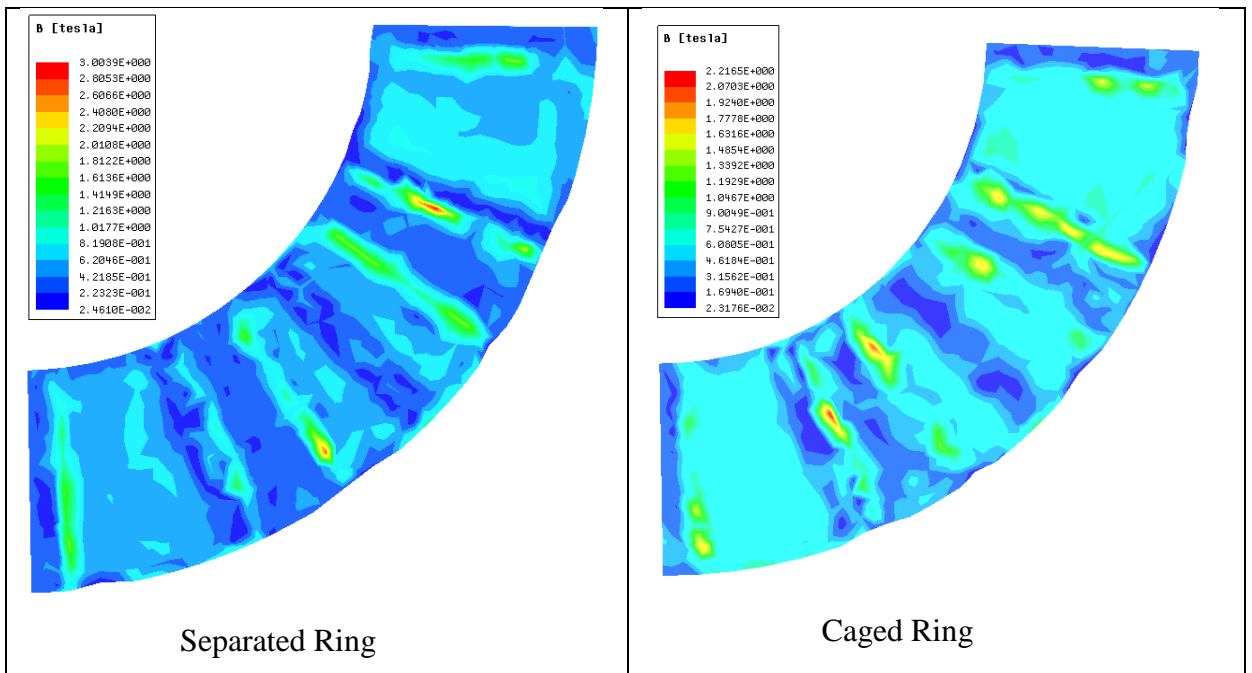 B [tesla]
3.0039E+000
2.8053E+000
2.6066E+000
2.4080E+000
2.2094E+000
2.0108E+000
1.8122E+000
1.6136E+000
1.4149E+000
1.2163E+000
1.0177E+000
8.1908E-001
6.2046E-001
4.2185E-001
2.2323E-001
2.4610E-002
Separated Ring
B [tesla]
2.2165E+000
2.0703E+000
1.9240E+000
1.7778E+000
1.6316E+000
1.4854E+000
1.3392E+000
1.1929E+000
1.0467E+000
9.0049E-001
7.5427E-001
6.0805E-001
4.6184E-001
3.1562E-001
1.6940E-001
2.3176E-002
Caged Ring